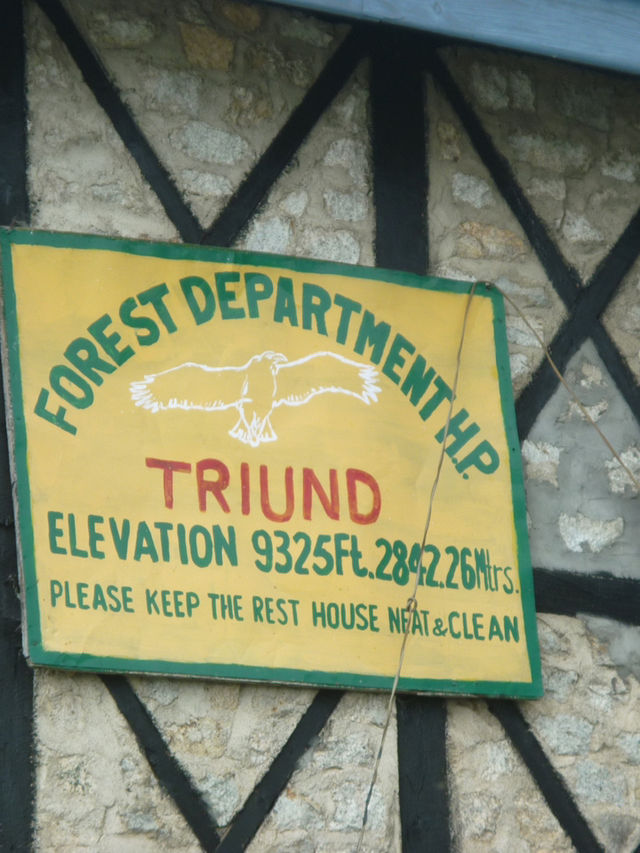 FOREST DEPARTMENT H.P.
TRIUND
ELEVATION 9325Ft. 2842.26Mtrs.
PLEASE KEEP THE REST HOUSE NEAT & CLEAN